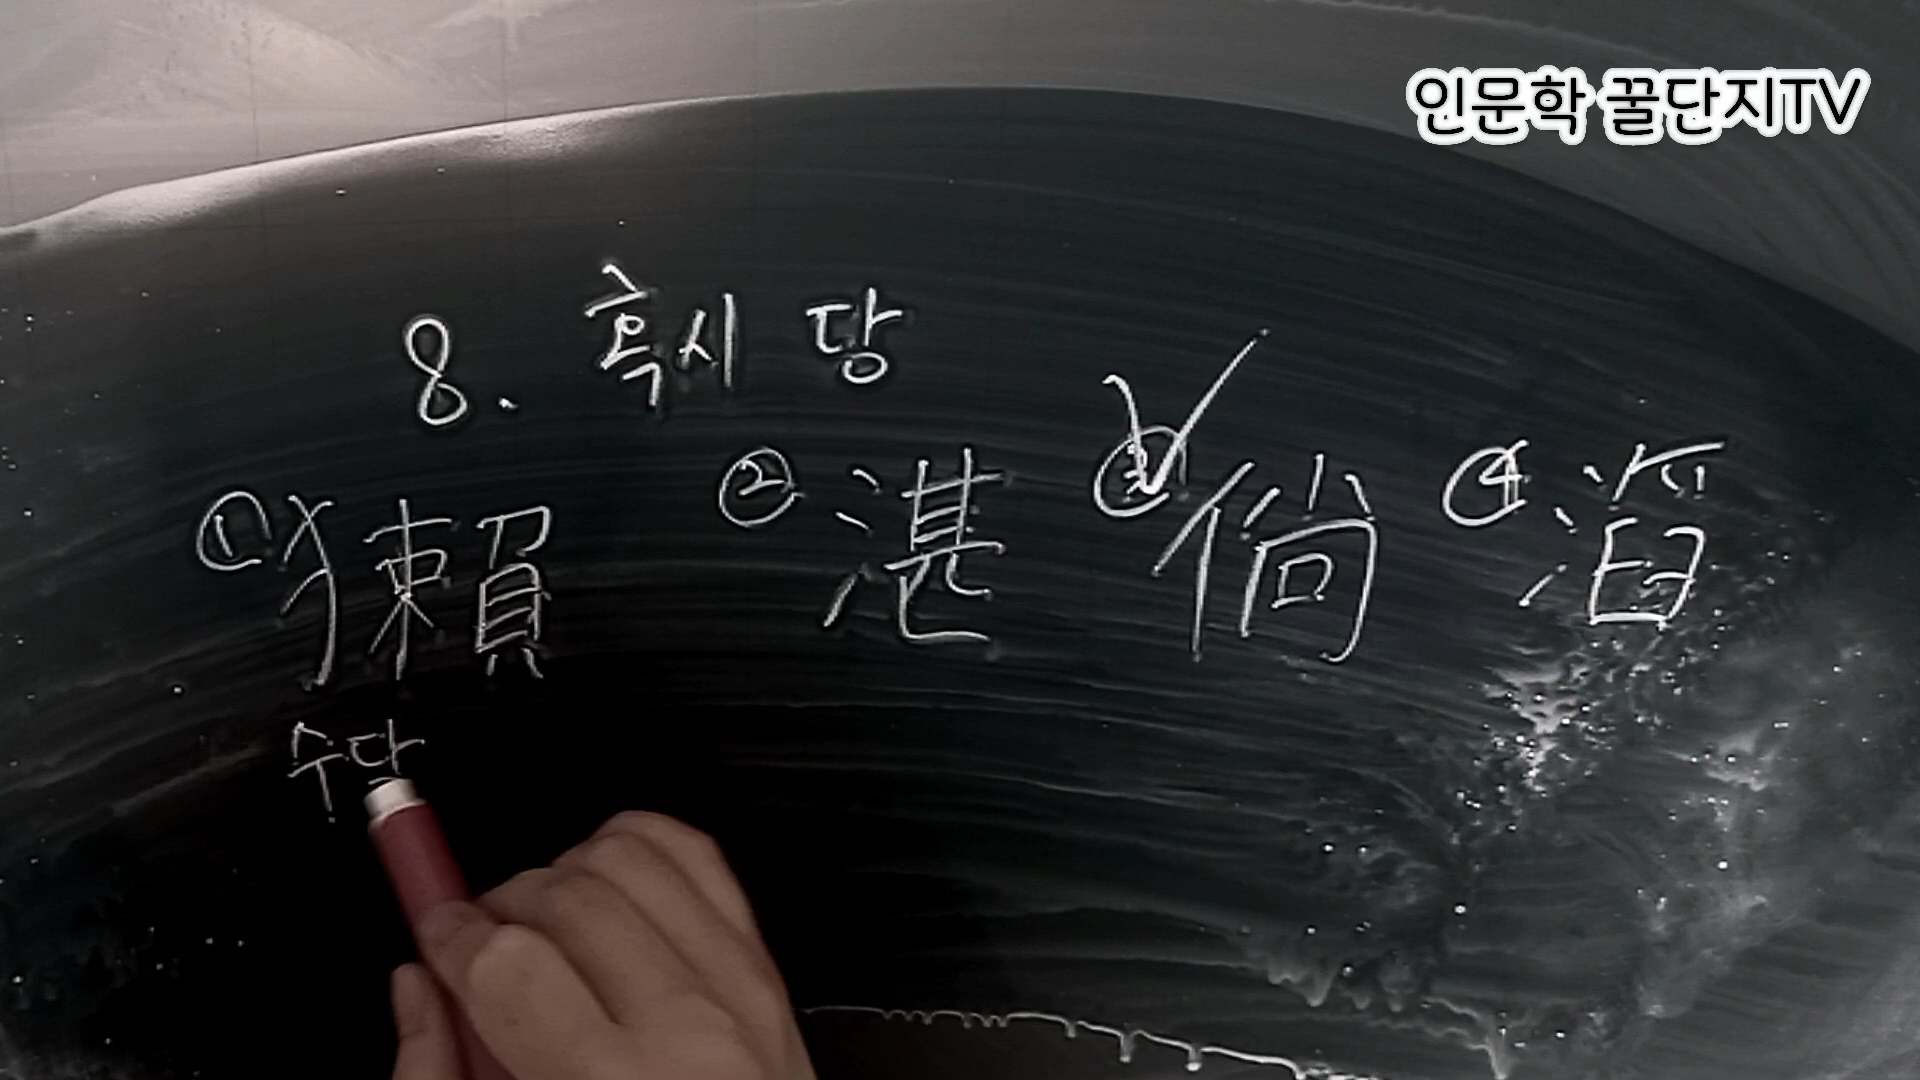 인문학 꿀단지TV
8. 혹시 당
① 獺 ② 湛 ③ 倘 ④ 滔
수달